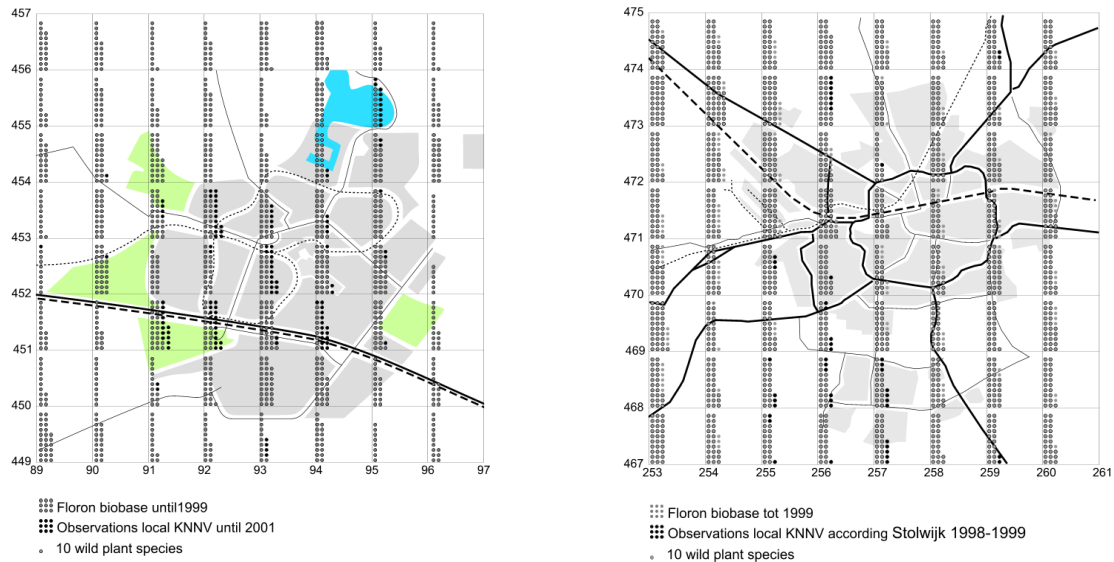 457
456
455
454
453
452
451
450
449
89 90 91 92 93 94 95 96 97
Floron biobase until1999
Observations local KNNV until 2001
10 wild plant species
475
474
473
472
471
470
469
468
467
253 254 255 256 257 258 259 260 261
Floron biobase tot 1999
Observations local KNNV according Stolwijk 1998-1999
10 wild plant species